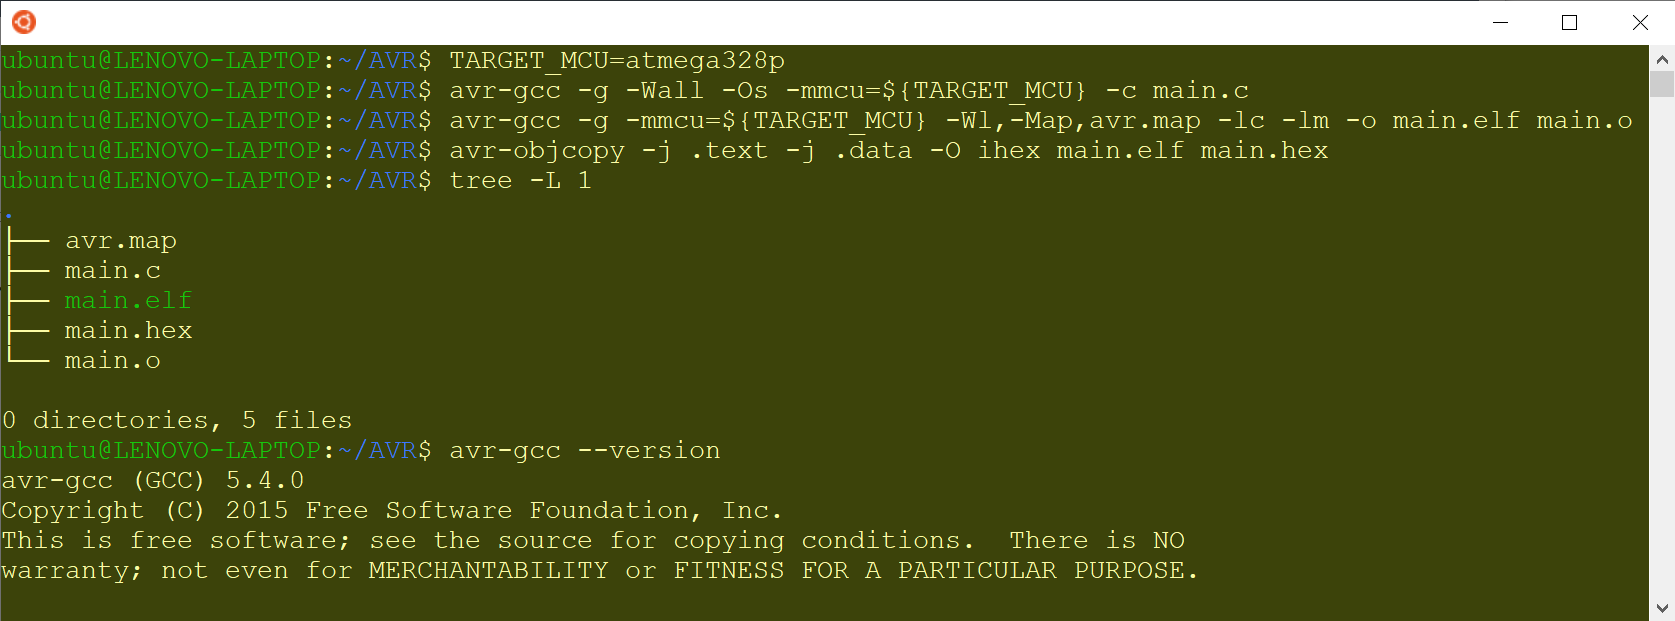 ubuntu@LENOVO-LAPTOP:~/AVR$ TARGET_MCU=atmega328p
ubuntu@LENOVO-LAPTOP:~/AVR$ avr-gcc -g -Wall -Os -mmcu=${TARGET_MCU} -c main.c
ubuntu@LENOVO-LAPTOP:~/AVR$ avr-gcc -g -mmcu=${TARGET_MCU} -Wl,-Map,avr.map -lc -lm -o main.elf main.o
ubuntu@LENOVO-LAPTOP:~/AVR$ avr-objcopy -j .text -j .data -O ihex main.elf main.hex
ubuntu@LENOVO-LAPTOP:~/AVR$ tree -L 1
.
├── avr.map
├── main.c
├── main.elf
├── main.hex
└── main.o
0 directories, 5 files
ubuntu@LENOVO-LAPTOP:~/AVR$ avr-gcc --version
avr-gcc (GCC) 5.4.0
Copyright (C) 2015 Free Software Foundation, Inc.
This is free software; see the source for copying conditions.  There is NO
warranty; not even for MERCHANTABILITY or FITNESS FOR A PARTICULAR PURPOSE.